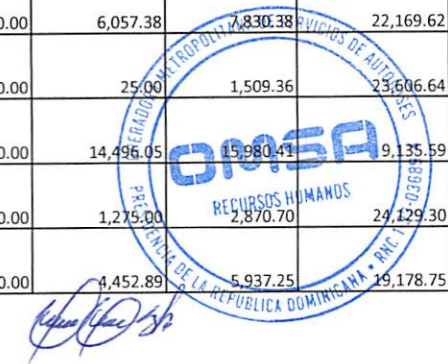 0.00 6,057.38 7,830.38 22,169.62
0.00 25.00 1,509.36 23,606.64
0.00 14,496.05 15,980.41 9,135.59
0.00 1,275.00 2,870.70 24,129.30
0.00 4,452.89 5,937.25 19,178.75
METROPOLITANA DE SERVICIOS DE AUTOBUSES
OMSA
RECURSOS HUMANOS
PRESIDENCIA DE LA REPUBLICA DOMINICANA • RNC